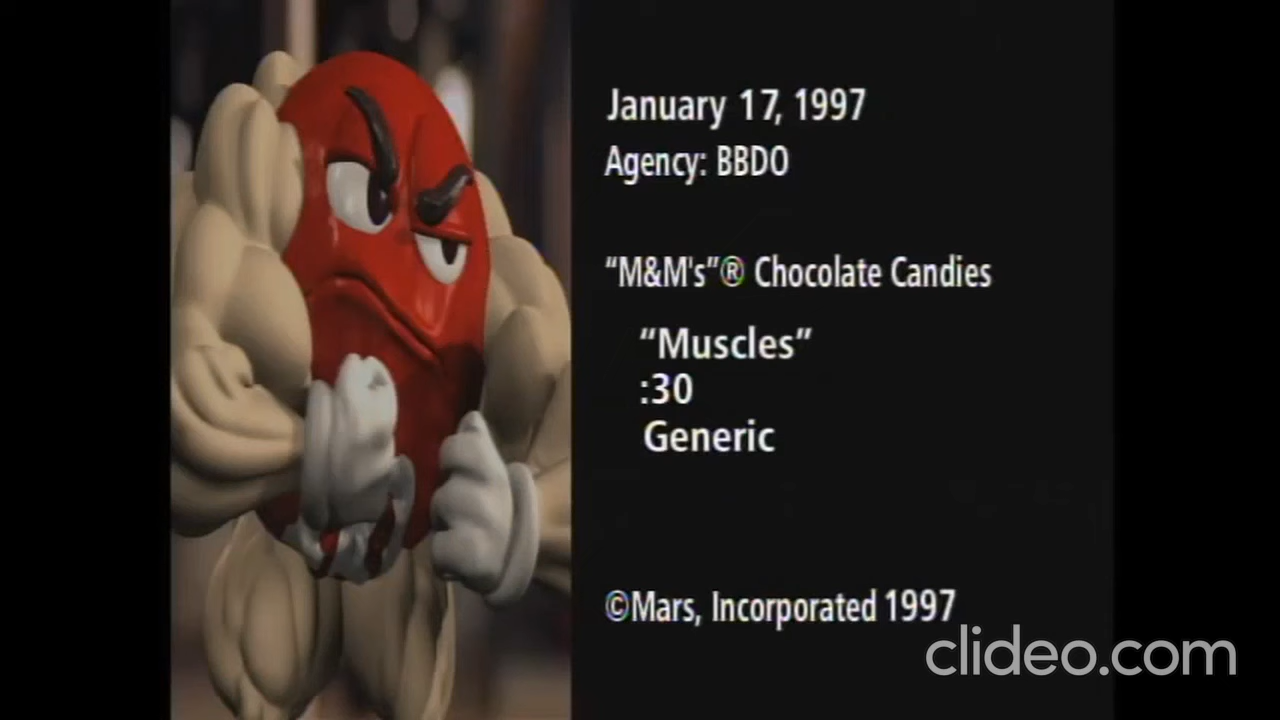 January 17, 1997
Agency: BBDO
“M&M's”® Chocolate Candies
“Muscles”
:30
Generic
©Mars, Incorporated 1997
clideo.com